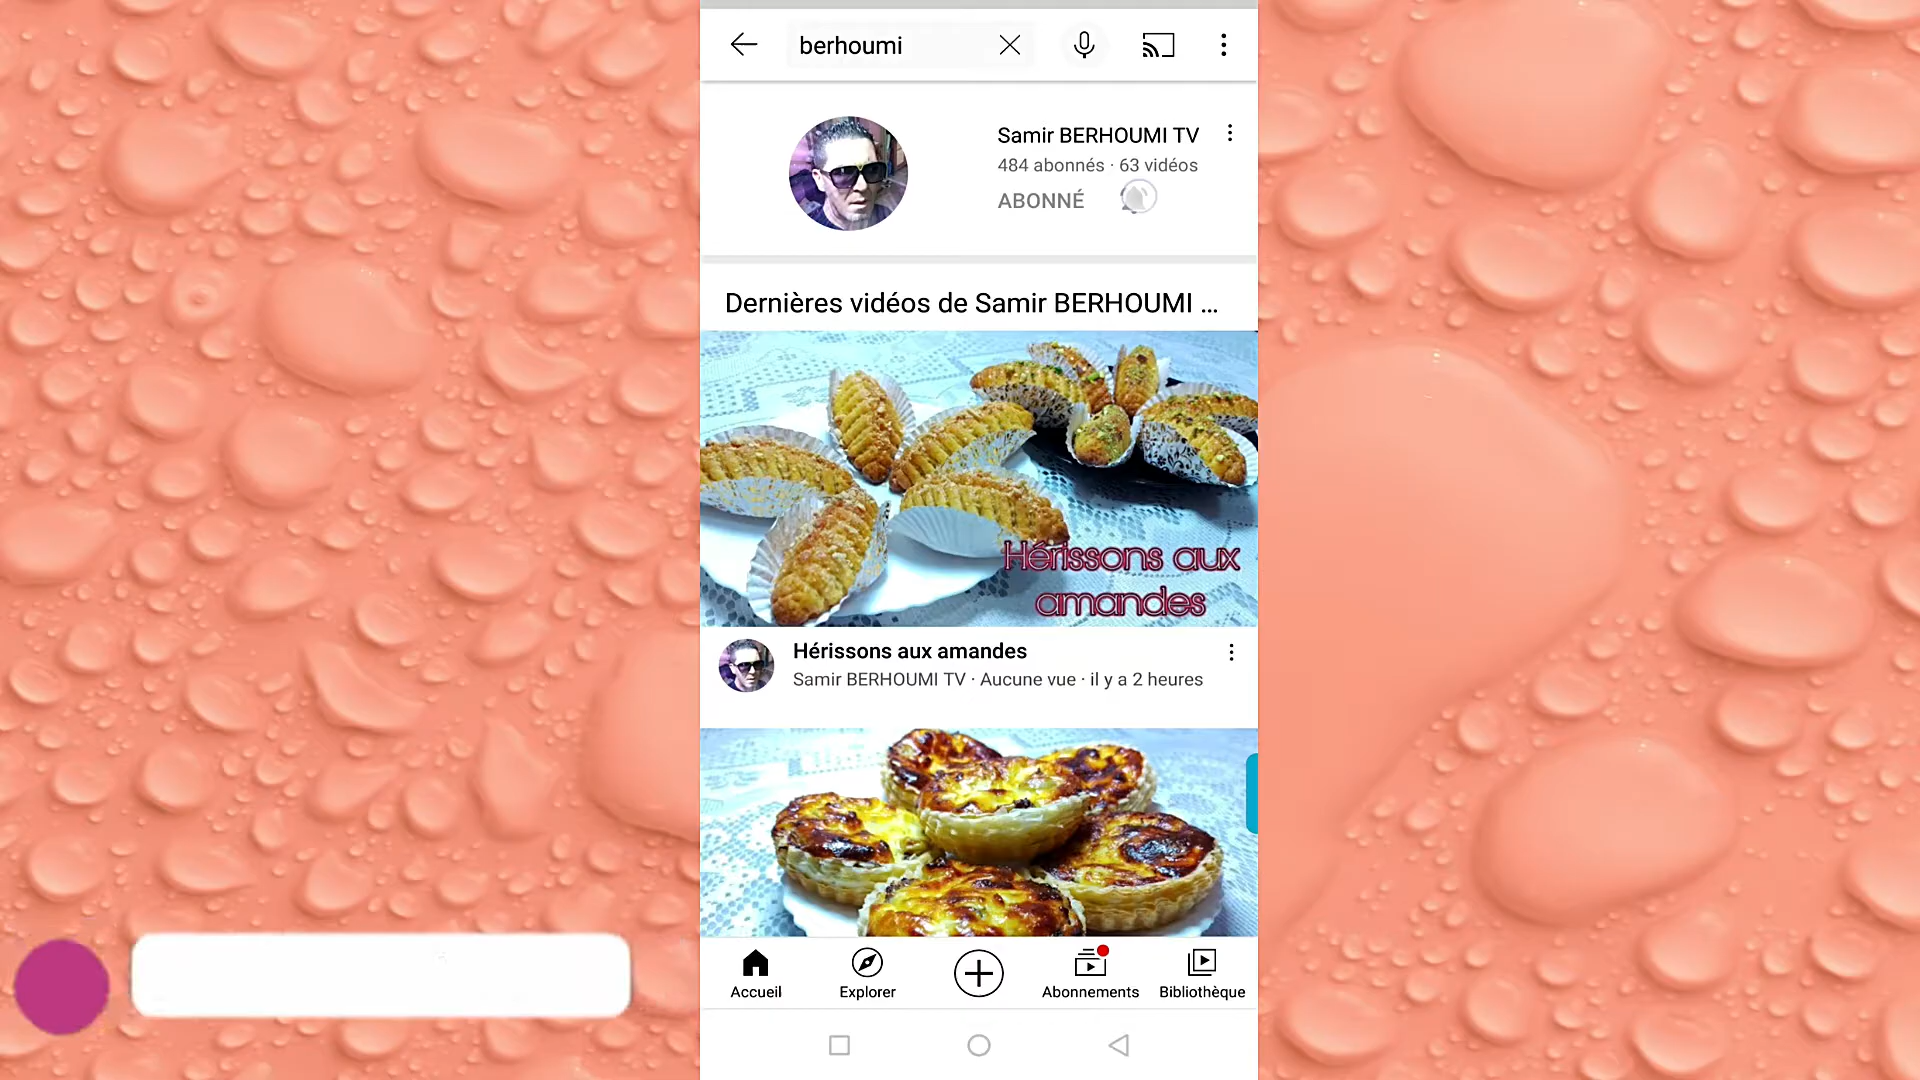 berhoumi
Samir BERHOUMI TV
484 abonnés · 63 vidéos
ABONNÉ
Dernières vidéos de Samir BERHOUMI ...
Hérissons aux
amandes
Hérissons aux amandes
Samir BERHOUMI TV · Aucune vue · il y a 2 heures
Accueil
Explorer
Abonnements
Bibliothèque